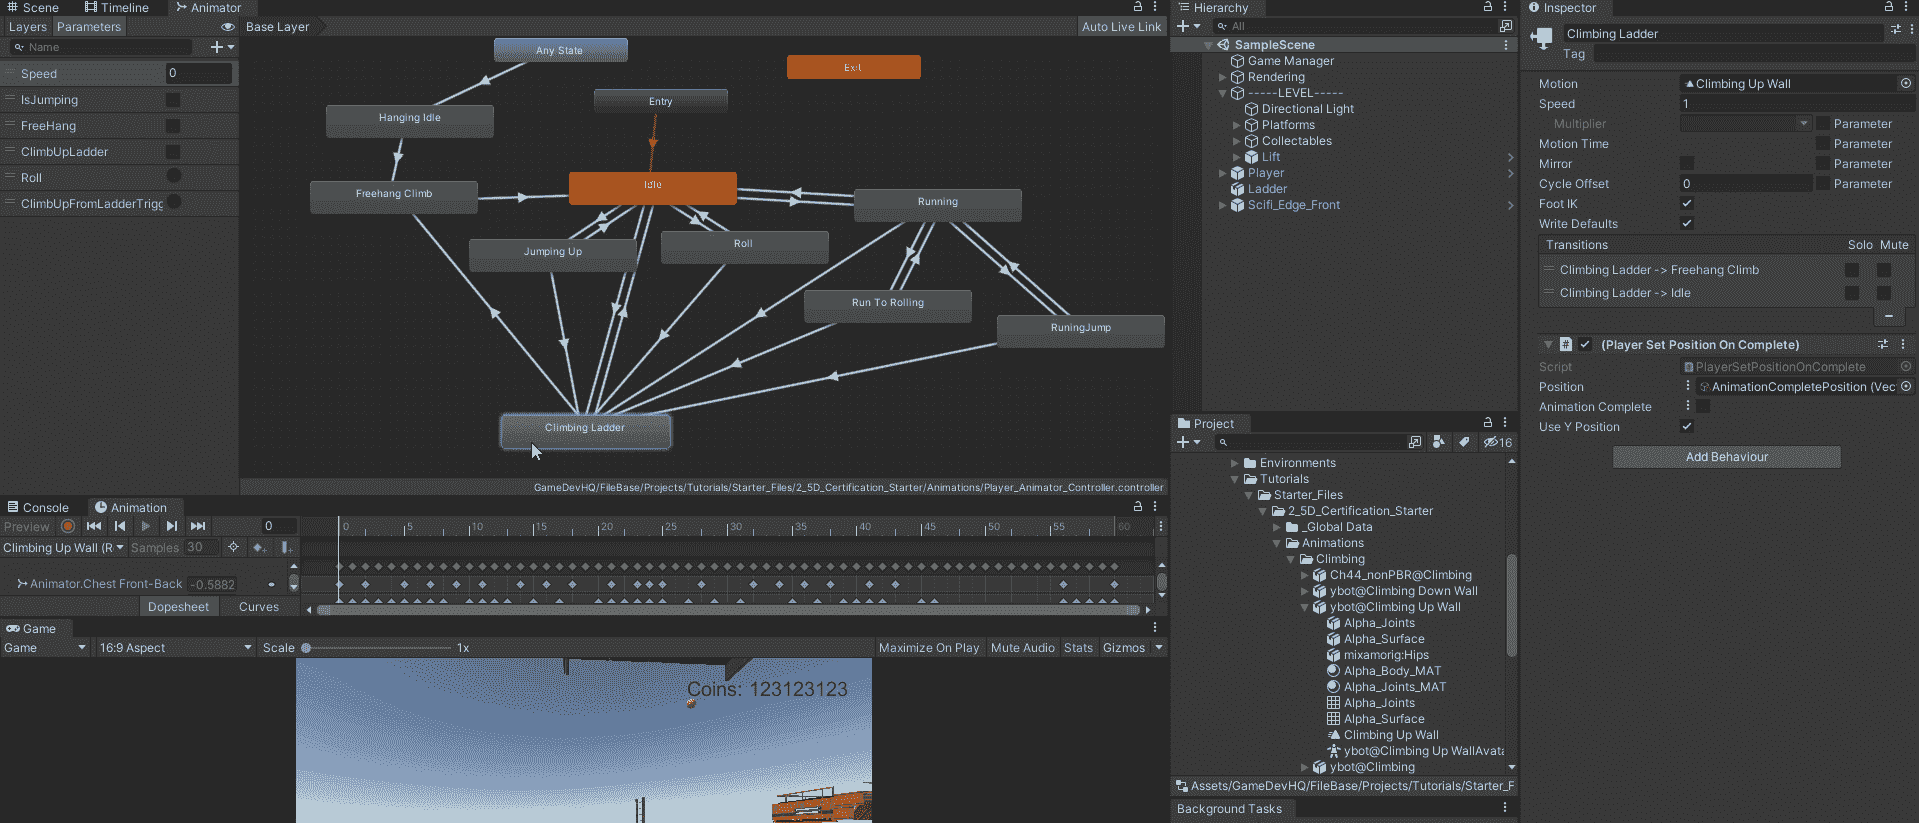 Scene Timeline Animator
Layers Parameters
Name
Speed 0
IsJumping
FreeHang
ClimbUpLadder
Roll
ClimbUpFromLadderTrigg
Base Layer Auto Live Link
Any State
Exit
Entry
Hanging Idle
Idle
Freehang Climb
Running
Roll
Jumping Up
Run To Rolling
RuningJump
Climbing Ladder
GameDevHQ/FileBase/Projects/Tutorials/Starter_Files/2_5D_Certification_Starter/Animations/Player_Animator_Controller.controller
Console Animation
Preview 0
0 5 10 15 20 25 30 35 40 45 50 55 60
Climbing Up Wall (R Samples 30
Animator.Chest Front-Back -0.5882
Dopesheet Curves
Game
Game 16:9 Aspect Scale 1x Maximize On Play Mute Audio Stats Gizmos
Coins: 123123123
Hierarchy
All
SampleScene
Game Manager
Rendering
-----LEVEL-----
Directional Light
Platforms
Collectables
Lift
Player
Ladder
Scifi_Edge_Front
Project
16
Environments
Tutorials
Starter_Files
2_5D_Certification_Starter
_Global Data
Animations
Climbing
Ch44_nonPBR@Climbing
ybot@Climbing Down Wall
ybot@Climbing Up Wall
Alpha_Joints
Alpha_Surface
mixamorig:Hips
Alpha_Body_MAT
Alpha_Joints_MAT
Alpha_Joints
Alpha_Surface
Climbing Up Wall
ybot@Climbing Up WallAvata
ybot@Climbing
Assets/GameDevHQ/FileBase/Projects/Tutorials/Starter_F
Background Tasks
Inspector
Climbing Ladder
Tag
Motion Climbing Up Wall
Speed 1
Multiplier Parameter
Motion Time Parameter
Mirror Parameter
Cycle Offset 0 Parameter
Foot IK
Write Defaults
Transitions Solo Mute
Climbing Ladder -> Freehang Climb
Climbing Ladder -> Idle
# (Player Set Position On Complete)
Script PlayerSetPositionOnComplete
Position AnimationCompletePosition (Vec
Animation Complete
Use Y Position
Add Behaviour